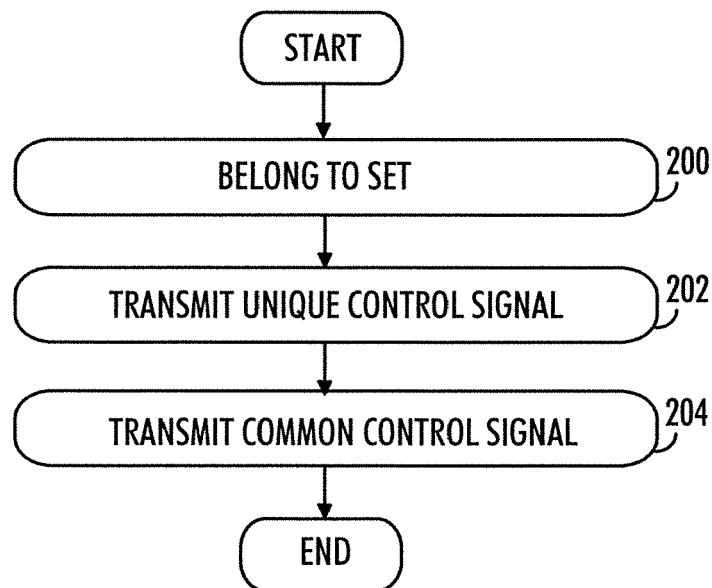 START
BELONG TO SET
200
TRANSMIT UNIQUE CONTROL SIGNAL
202
TRANSMIT COMMON CONTROL SIGNAL
204
END